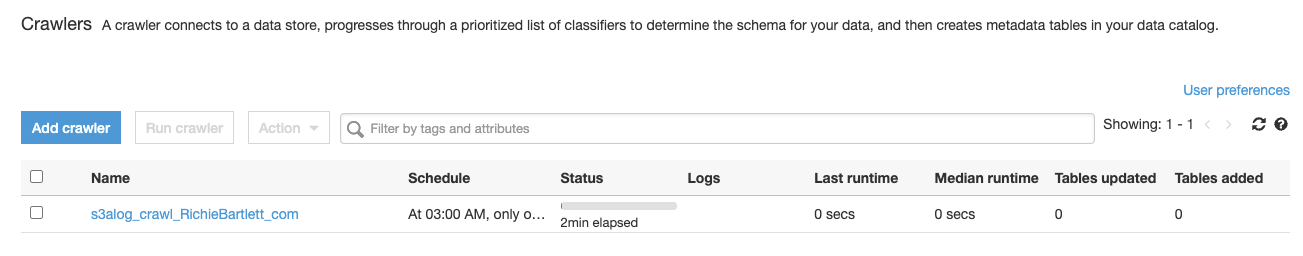 Crawlers A crawler connects to a data store, progresses through a prioritized list of classifiers to determine the schema for your data, and then creates metadata tables in your data catalog.
User preferences
Add crawler Run crawler Action Filter by tags and attributes Showing: 1 - 1
Name Schedule Status Logs Last runtime Median runtime Tables updated Tables added
s3alog_crawl_RichieBartlett_com At 03:00 AM, only o... 2min elapsed 0 secs 0 secs 0 0